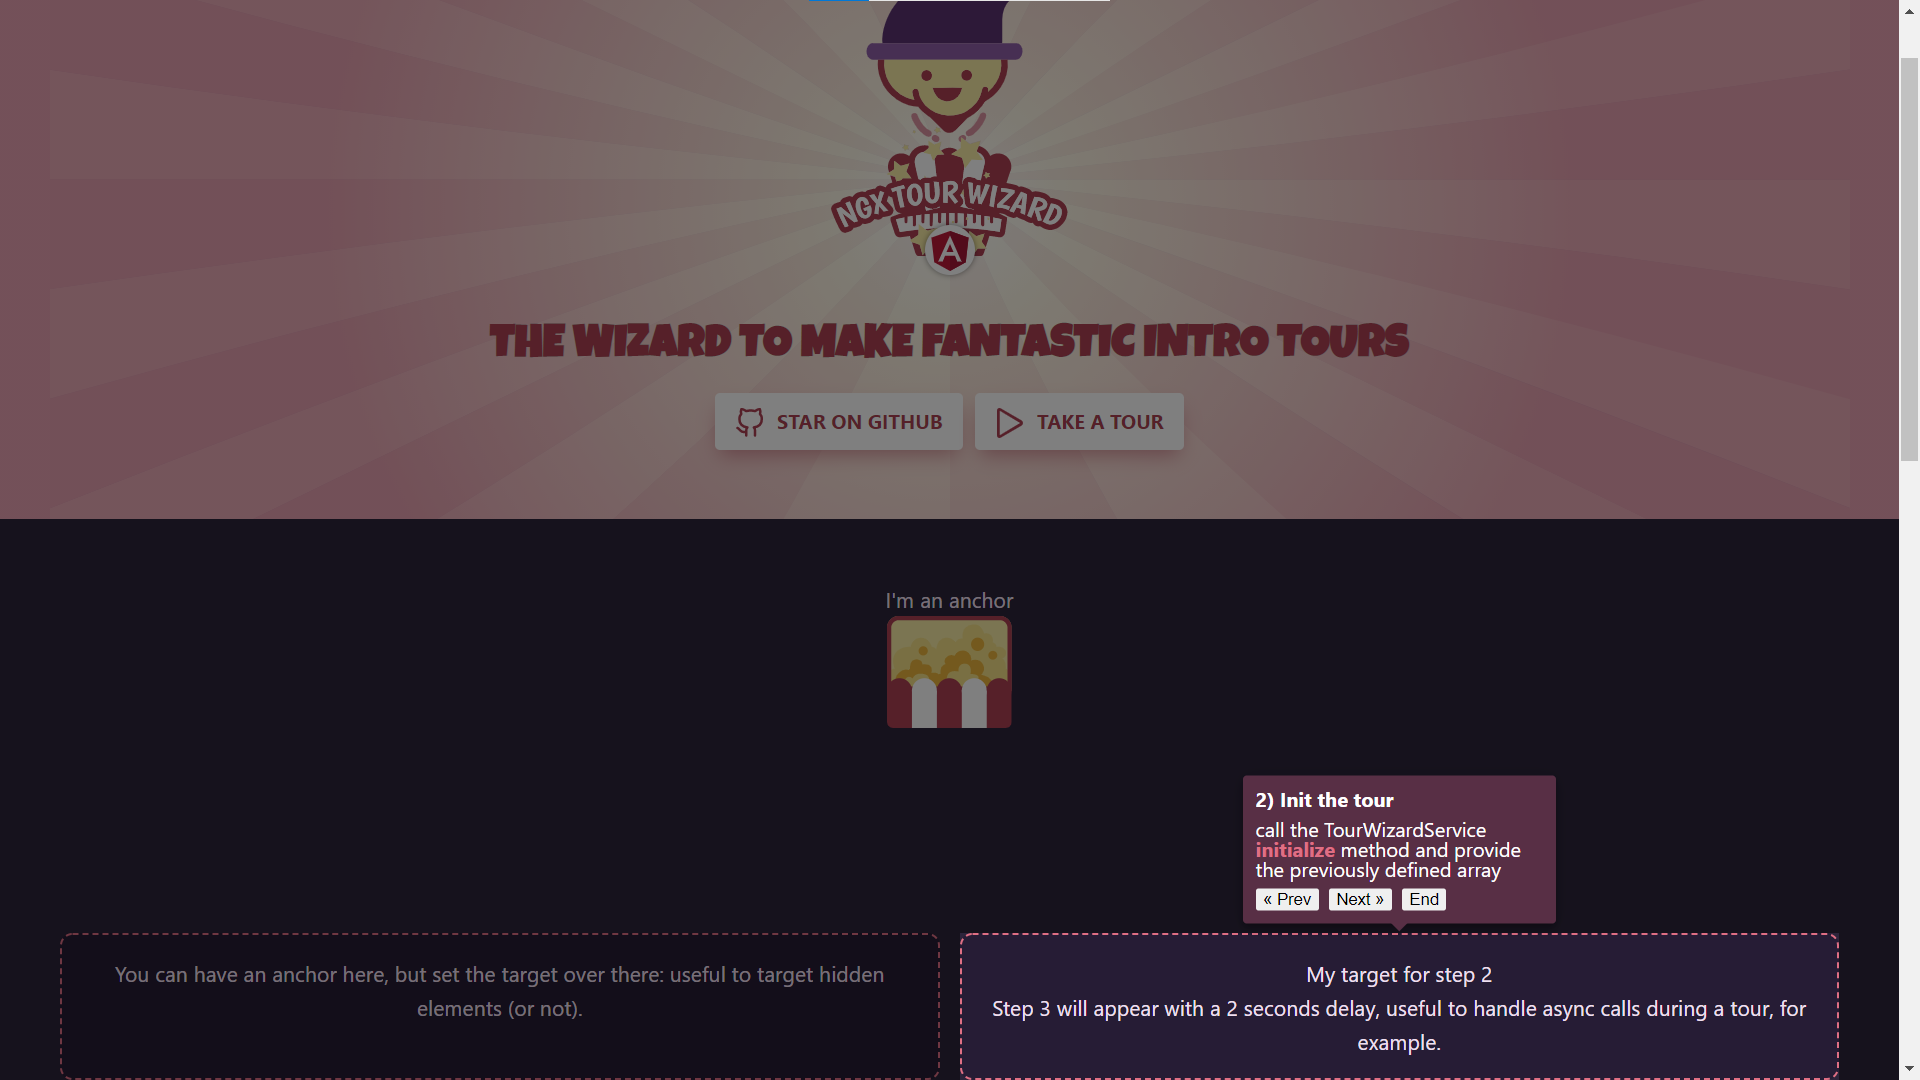 NGX TOUR WIZARD
A
THE WIZARD TO MAKE FANTASTIC INTRO TOURS
STAR ON GITHUB
TAKE A TOUR
I'm an anchor
2) Init the tour
call the TourWizardService
initialize method and provide
the previously defined array
« Prev
Next »
End
You can have an anchor here, but set the target over there: useful to target hidden
elements (or not).
My target for step 2
Step 3 will appear with a 2 seconds delay, useful to handle async calls during a tour, for
example.